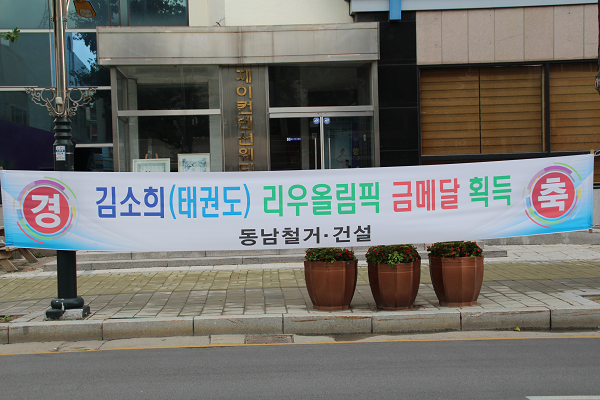 경 김소희(태권도) 리우올림픽 금메달 획득 축
동남철거·건설